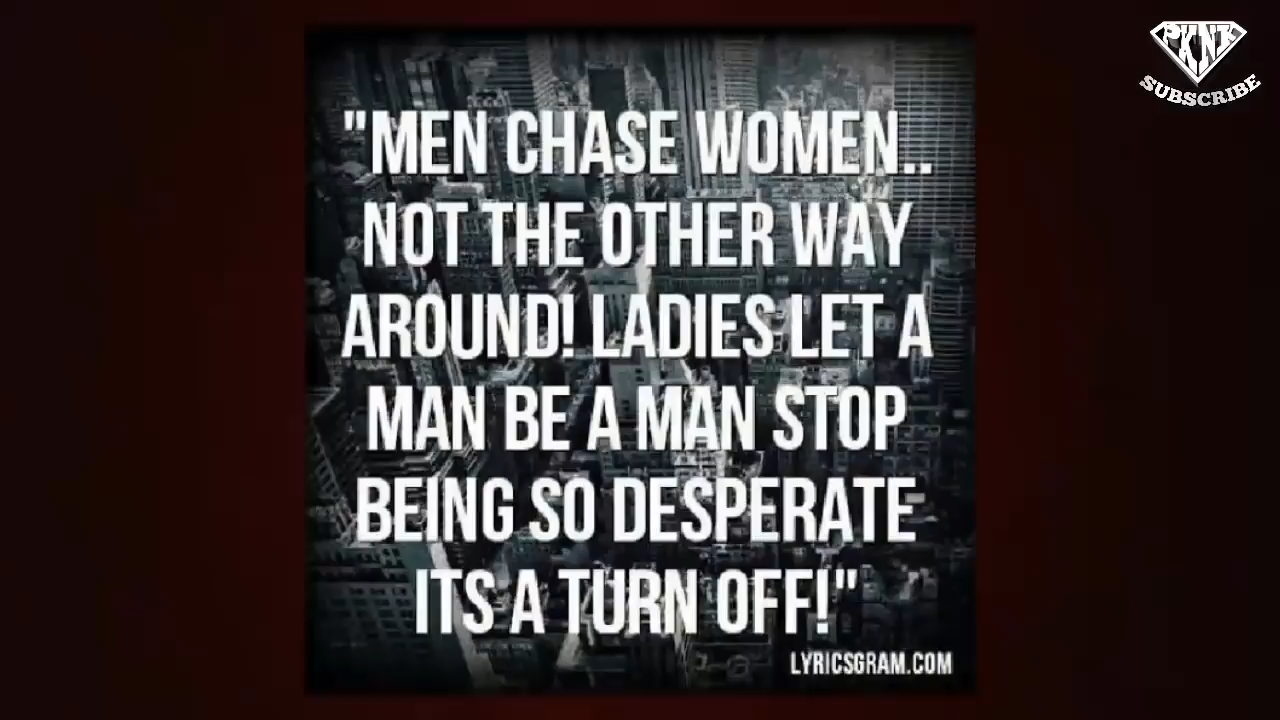 PKNK
SUBSCRIBE
"MEN CHASE WOMEN..
NOT THE OTHER WAY
AROUND! LADIES LET A
MAN BE A MAN STOP
BEING SO DESPERATE
ITS A TURN OFF!"
LYRICSGRAM.COM